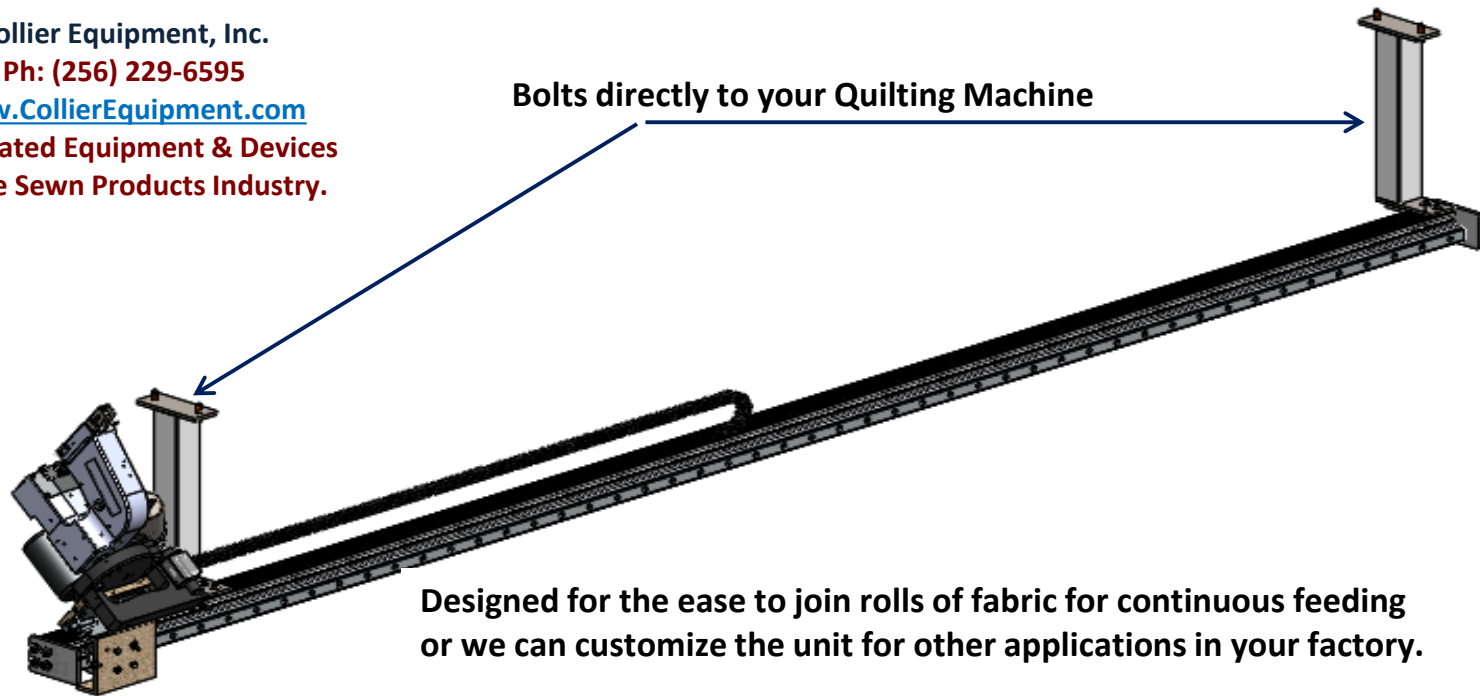 ollier Equipment, Inc.
Ph: (256) 229-6595
w.CollierEquipment.com
ated Equipment & Devices
e Sewn Products Industry.
Bolts directly to your Quilting Machine
Designed for the ease to join rolls of fabric for continuous feeding
or we can customize the unit for other applications in your factory.